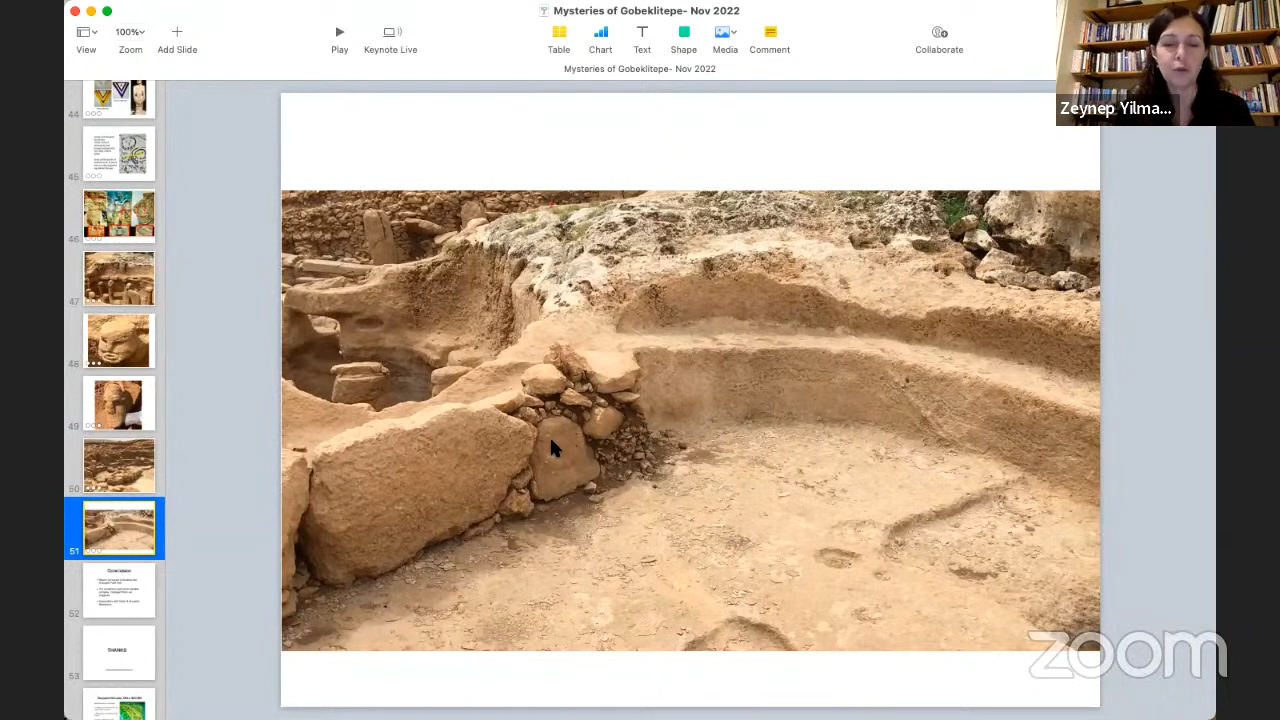 Mysteries of Gobeklitepe- Nov 2022
100%
View
Zoom
Add Slide
Play
Keynote Live
Table
Chart
Text
Shape
Media
Comment
Collaborate
Mysteries of Gobeklitepe- Nov 2022
Zeynep Yilma...
44
45
46
47
48
49
50
51
52
Conclusion
53
THANKS
zoom